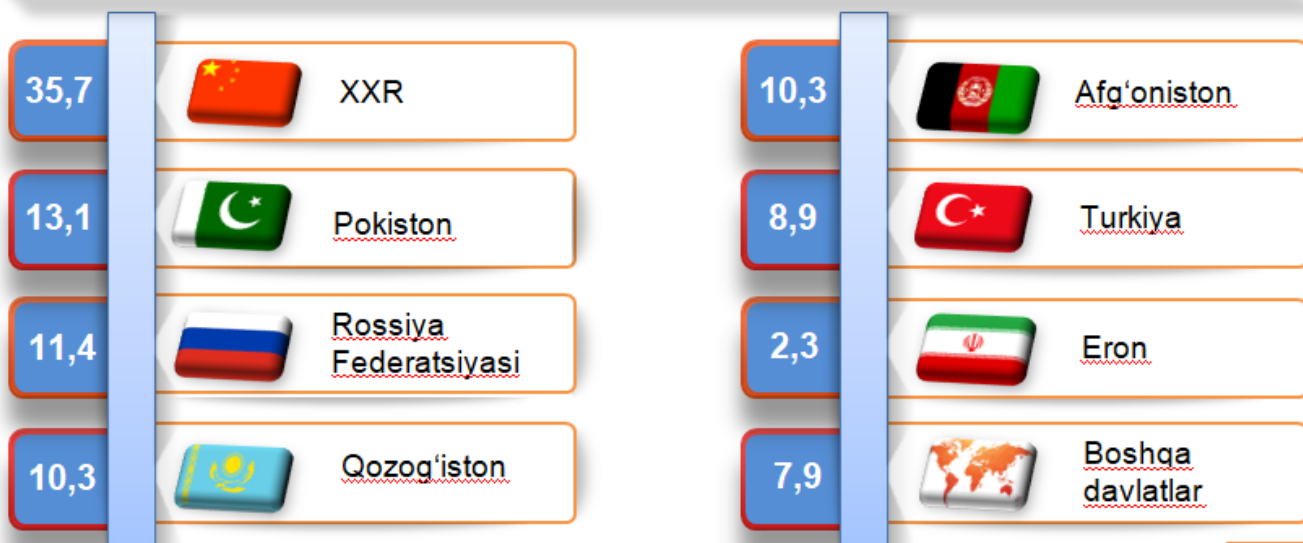 35,7
XXR
13,1
Pokiston
11,4
Rossiya
Federatsiyasi
10,3
Qozog‘iston
10,3
Afg‘oniston
8,9
Turkiya
2,3
Eron
7,9
Boshqa
davlatlar